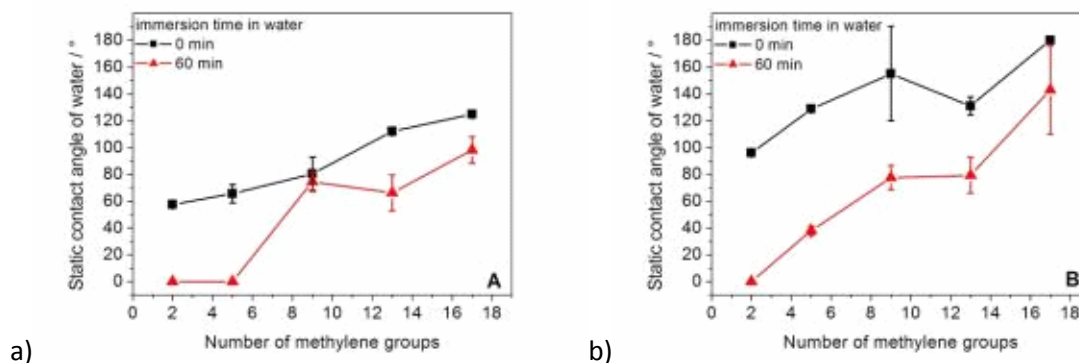 immersion time in water
0 min
60 min
Static contact angle of water / °
180
160
140
120
100
80
60
40
20
0
0 2 4 6 8 10 12 14 16 18
Number of methylene groups
A
a)
immersion time in water
0 min
60 min
Static contact angle of water / °
180
160
140
120
100
80
60
40
20
0
0 2 4 6 8 10 12 14 16 18
Number of methylene groups
B
b)